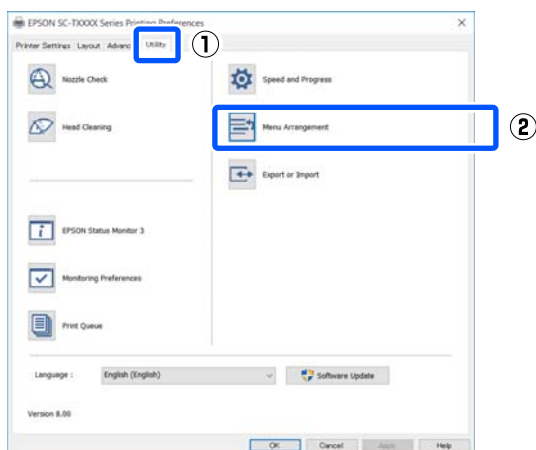 EPSON SC-TXXXX Series Printing Preferences
Printer Settings Layout Advanc Utility
①
Nozzle Check
Speed and Progress
Head Cleaning
Menu Arrangement
②
Export or Import
EPSON Status Monitor 3
Monitoring Preferences
Print Queue
Language : English (English)
Software Update
Version 8.00
OK Cancel Apply Help